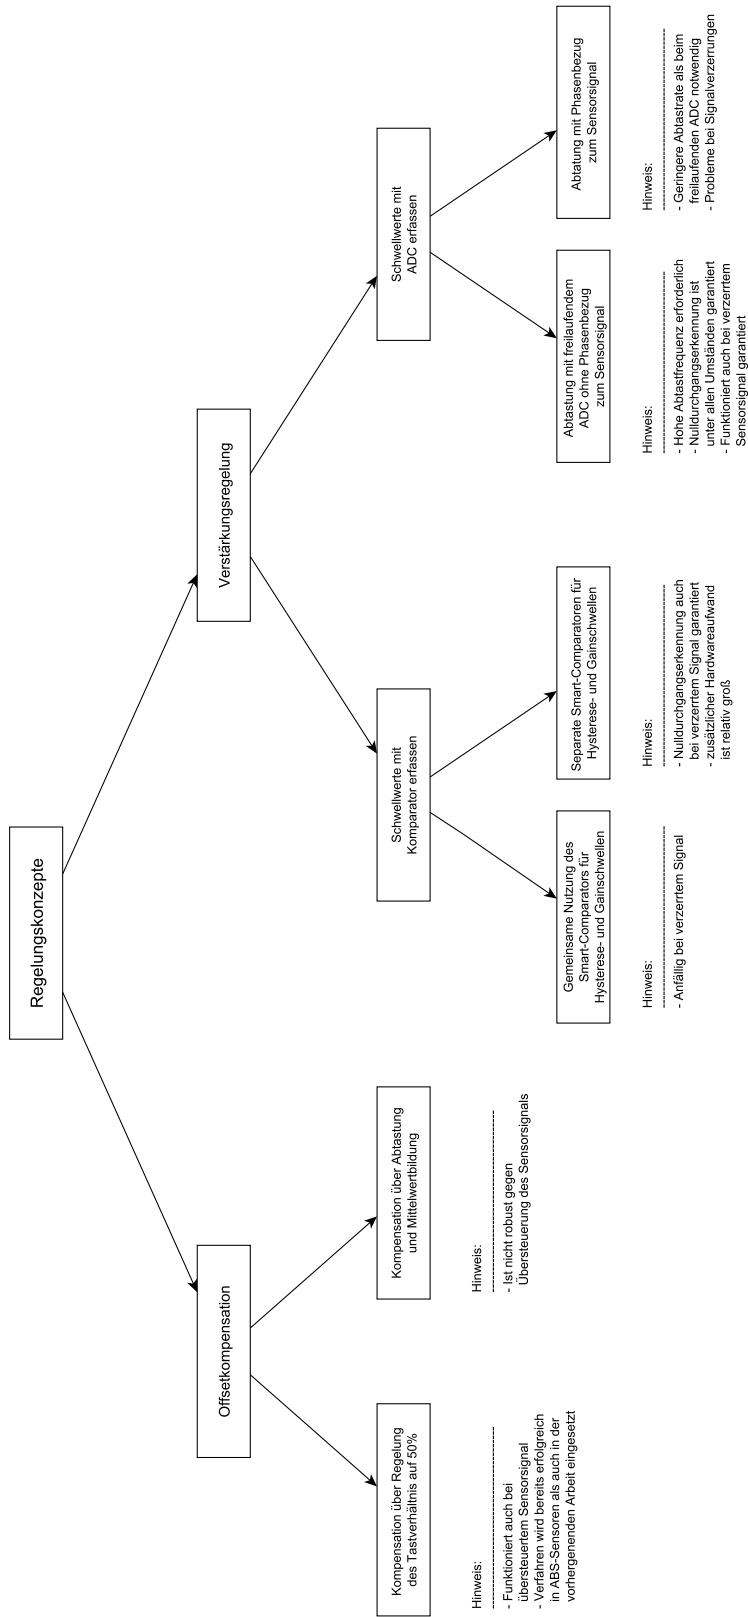 Regelungskonzepte
Offsetkompensation
Verstärkungsregelung
Kompensation über Regelung
des Tastverhältnis auf 50%
Hinweis:
- Funktioniert auch bei
übersteuertem Sensorsignal
- Verfahren wird bereits erfolgreich
in ABS-Sensoren als auch in der
vorhergenenden Arbeit eingesetzt
Kompensation über Abtastung
und Mittelwertbildung
Hinweis:
- Ist nicht robust gegen
Übersteuerung des Sensorsignals
Schwellwerte mit
Komparator erfassen
Schwellwerte mit
ADC erfassen
Gemeinsame Nutzung des
Smart-Comparators für
Hysterese- und Gainschwellen
Hinweis:
- Anfällig bei verzerrtem Signal
Separate Smart-Comparatoren für
Hysterese- und Gainschwellen
Hinweis:
- Nulldurchgangserkennung auch
bei verzerrtem Signal garantiert
- zusätzlicher Hardwareaufwand
ist relativ groß
Abtastung mit freilaufendem
ADC ohne Phasenbezug
zum Sensorsignal
Hinweis:
- Hohe Abtastfrequenz erforderlich
- Nulldurchgangserkennung ist
unter allen Umständen garantiert
- Funktioniert auch bei verzerrtem
Sensorsignal garantiert
Abtatung mit Phasenbezug
zum Sensorsignal
Hinweis:
- Geringere Abtastrate als beim
freilaufenden ADC notwendig
- Probleme bei Signalverzerrungen